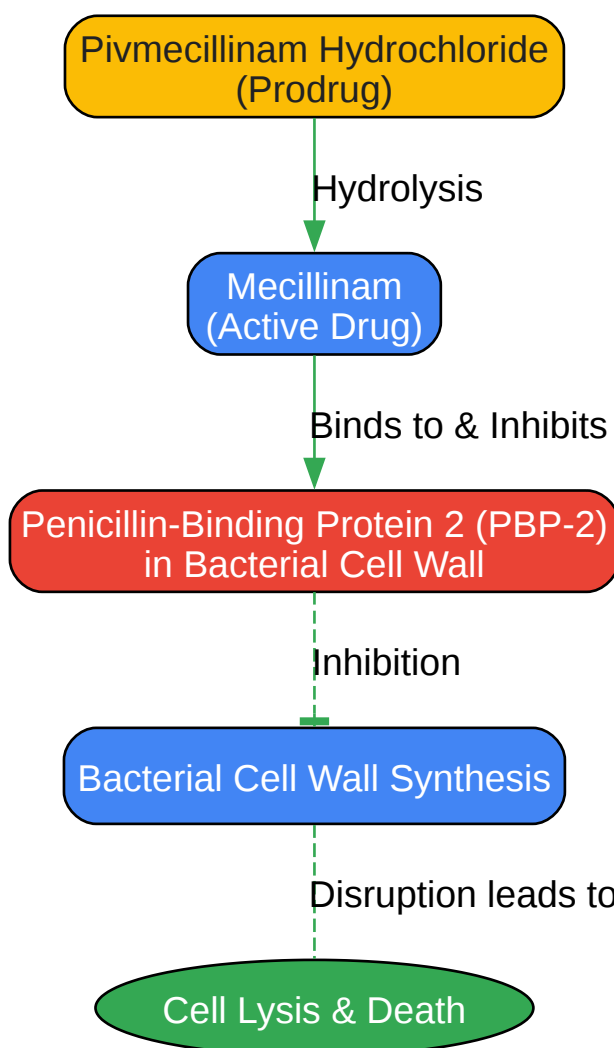 Pivmecillinam Hydrochloride
(Prodrug)
Hydrolysis
Mecillinam
(Active Drug)
Binds to & Inhibits
Penicillin-Binding Protein 2 (PBP-2)
in Bacterial Cell Wall
Inhibition
Bacterial Cell Wall Synthesis
Disruption leads to
Cell Lysis & Death